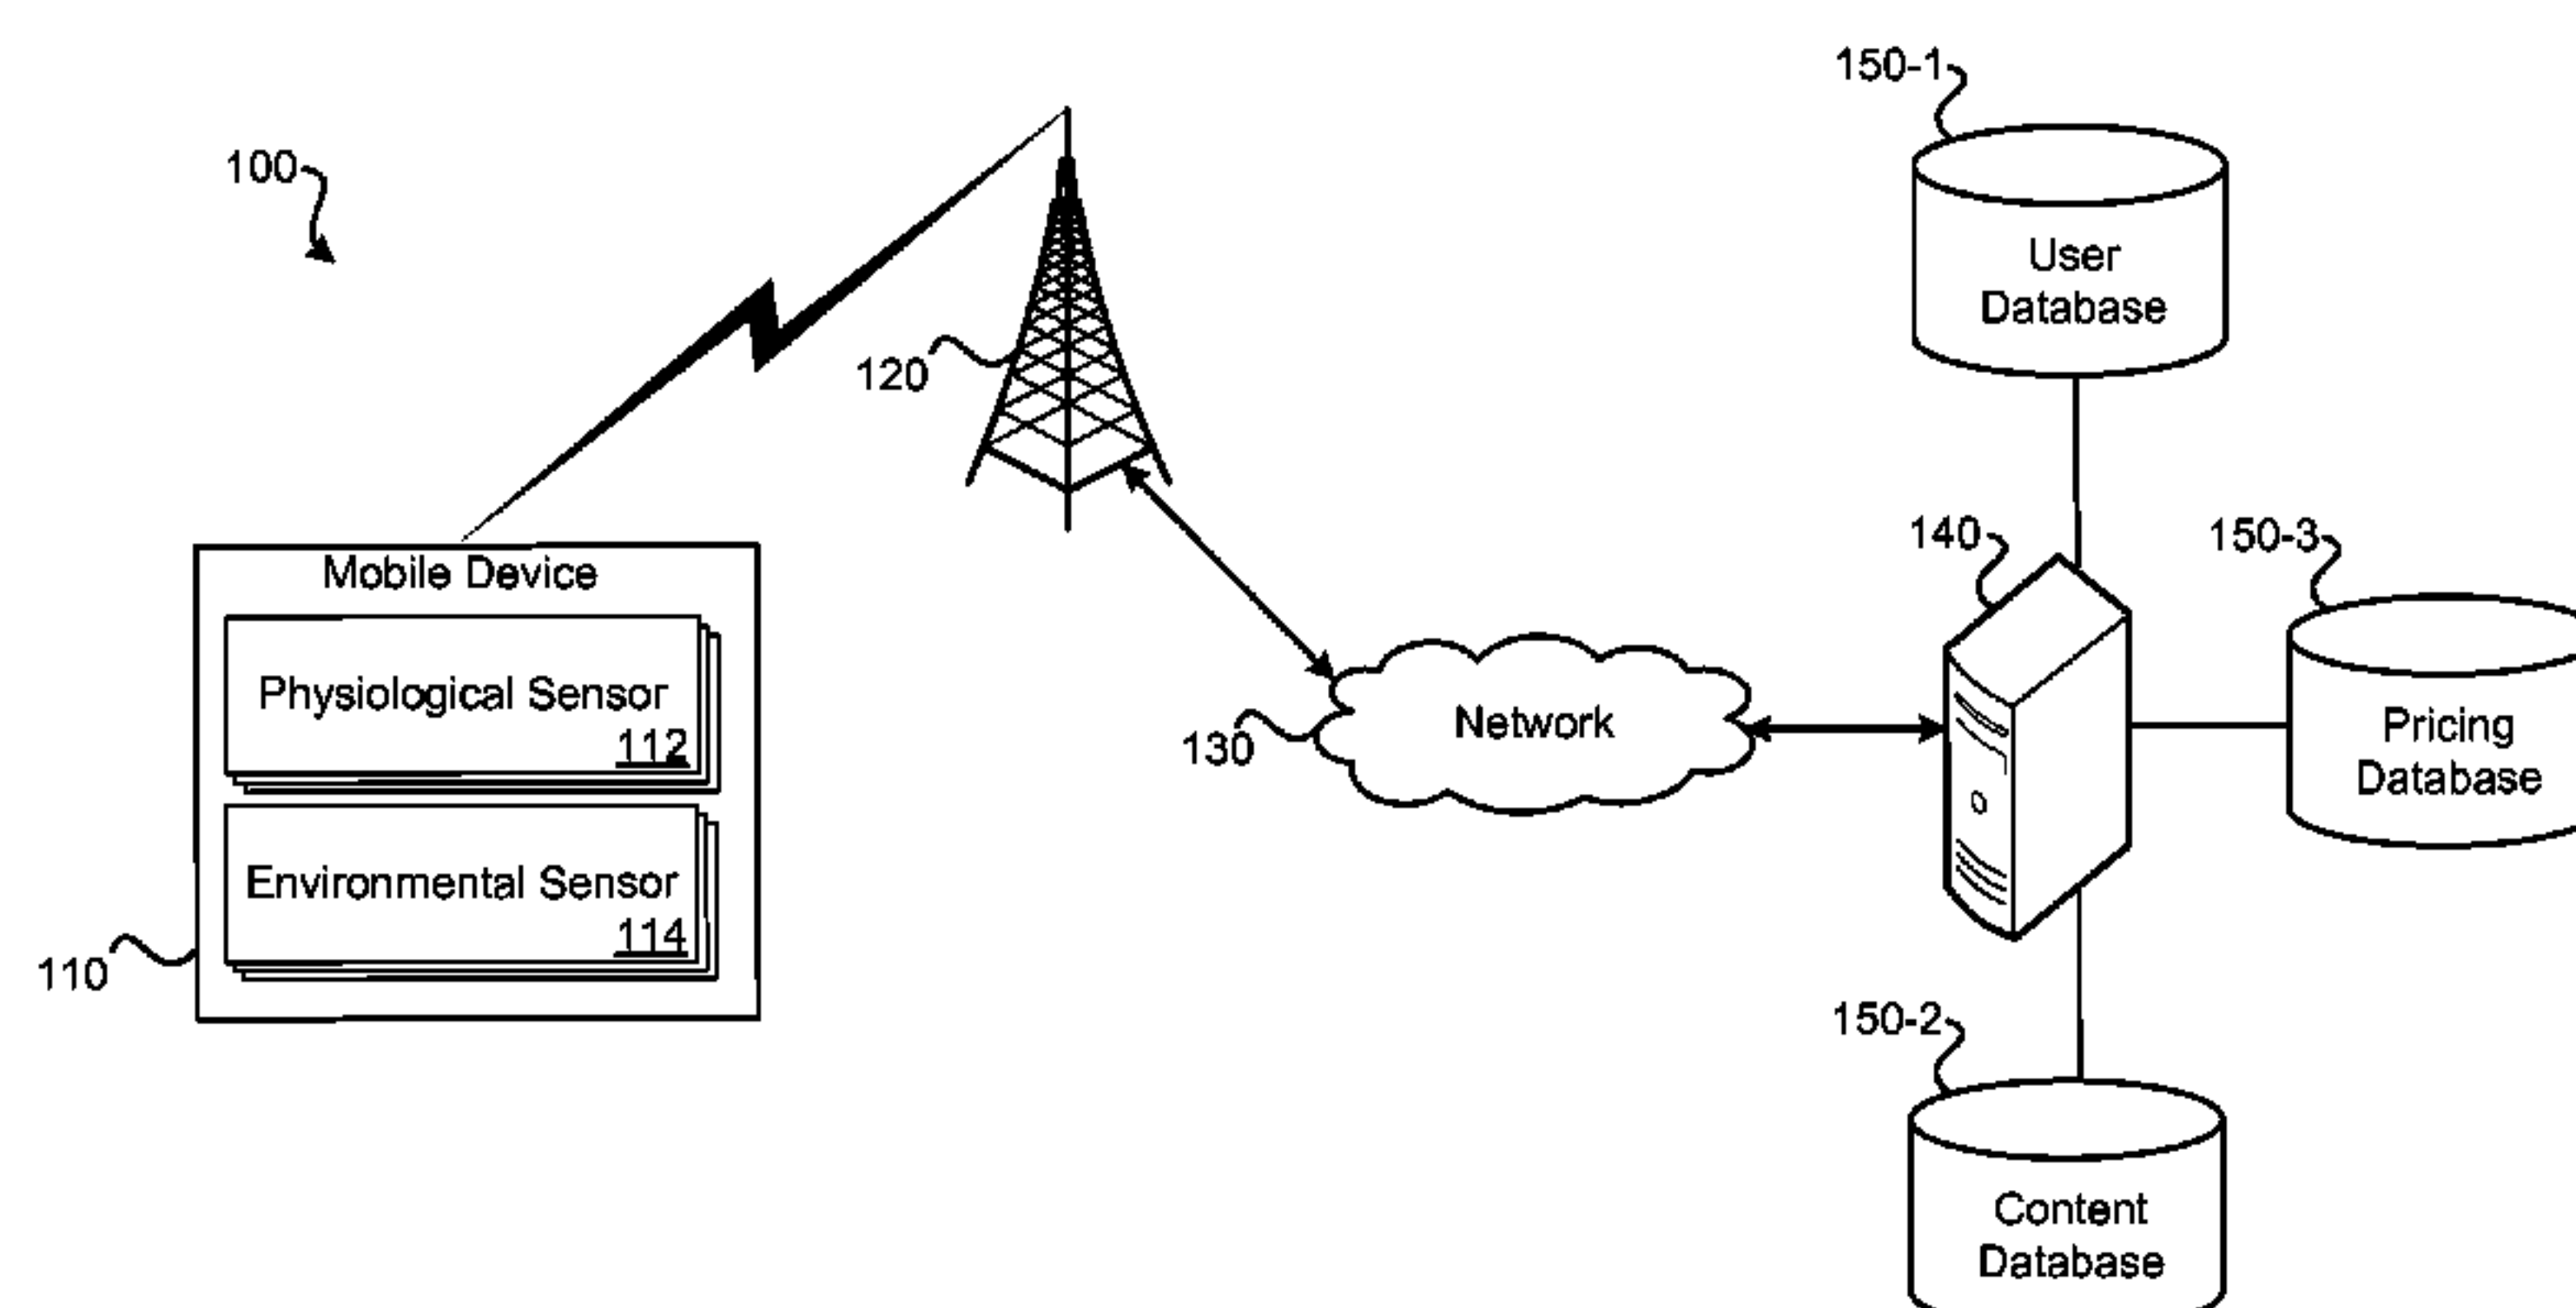 150-1
100
User
Database
120
140
150-3
Mobile Device
Physiological Sensor
112
Network
130
Pricing
Database
Environmental Sensor
114
110
150-2
Content
Database